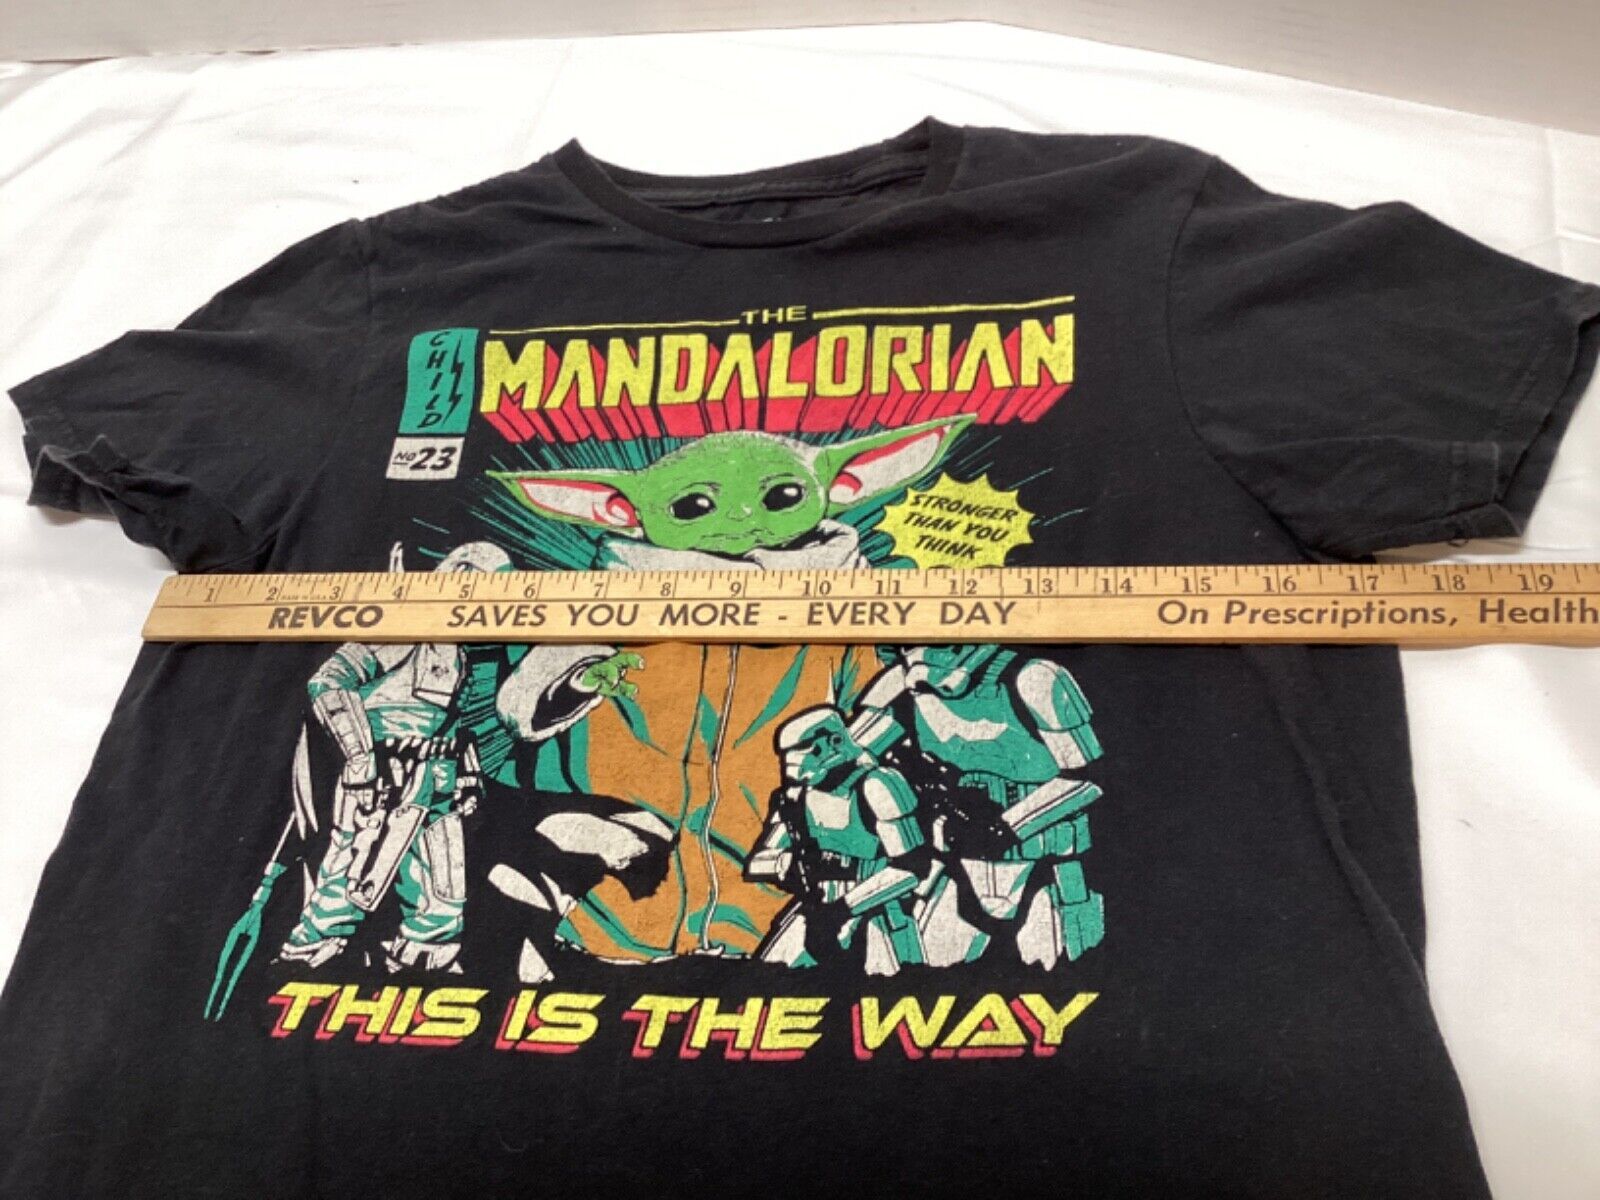 THE
MANDALORIAN
CHILD
NO 23
STRONGER
THAN YOU
THINK
1 2 3 4 5 6 7 8 9 10 11 12 13 14 15 16 17 18 19
REVCO SAVES YOU MORE - EVERY DAY On Prescriptions, Health
THIS IS THE WAY